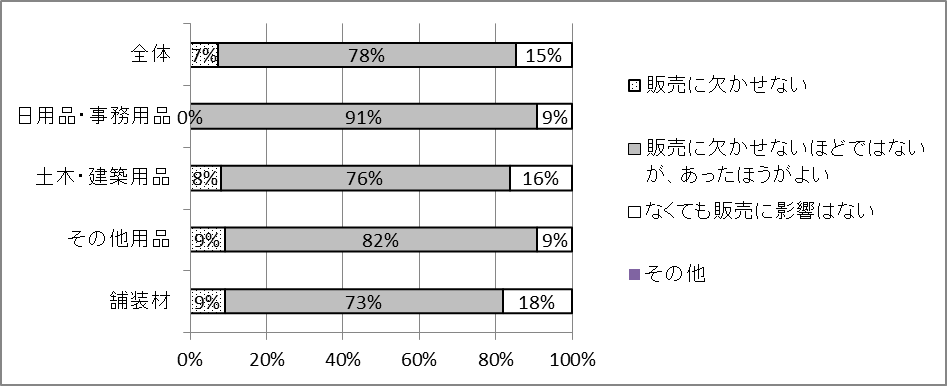 全体
7%
78%
15%
日用品・事務用品
0%
91%
9%
土木・建築用品
8%
76%
16%
その他用品
9%
82%
9%
舗装材
9%
73%
18%
0%
20%
40%
60%
80%
100%
販売に欠かせない
販売に欠かせないほどではない
が、あったほうがよい
なくても販売に影響はない
その他